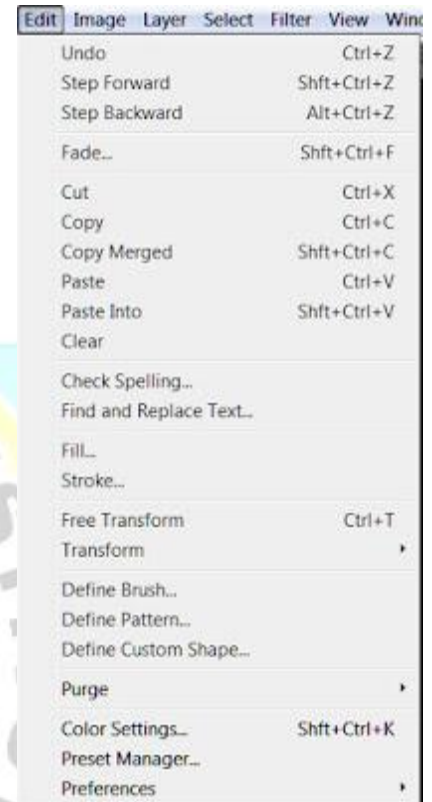 Edit Image Layer Select Filter View
Undo Ctrl+Z
Step Forward Shft+Ctrl+Z
Step Backward Alt+Ctrl+Z
Fade... Shft+Ctrl+F
Cut Ctrl+X
Copy Ctrl+C
Copy Merged Shft+Ctrl+C
Paste Ctrl+V
Paste Into Shft+Ctrl+V
Clear
Check Spelling...
Find and Replace Text...
Fill...
Stroke...
Free Transform Ctrl+T
Transform
Define Brush...
Define Pattern...
Define Custom Shape...
Purge
Color Settings... Shft+Ctrl+K
Preset Manager...
Preferences